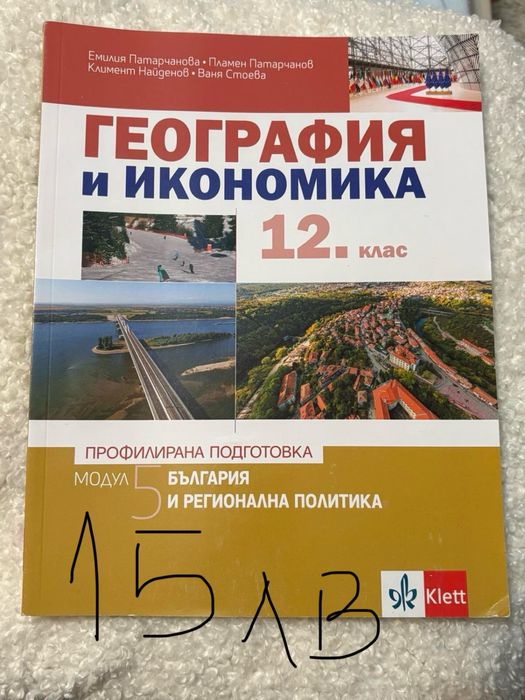 Емилия Патарчанова • Пламен Патарчанов
Климент Найденов • Ваня Стоева
ГЕОГРАФИЯ
и ИКОНОМИКА
12. клас
ПРОФИЛИРАНА ПОДГОТОВКА
МОДУЛ 5 БЪЛГАРИЯ
И РЕГИОНАЛНА ПОЛИТИКА
15 лв
Klett